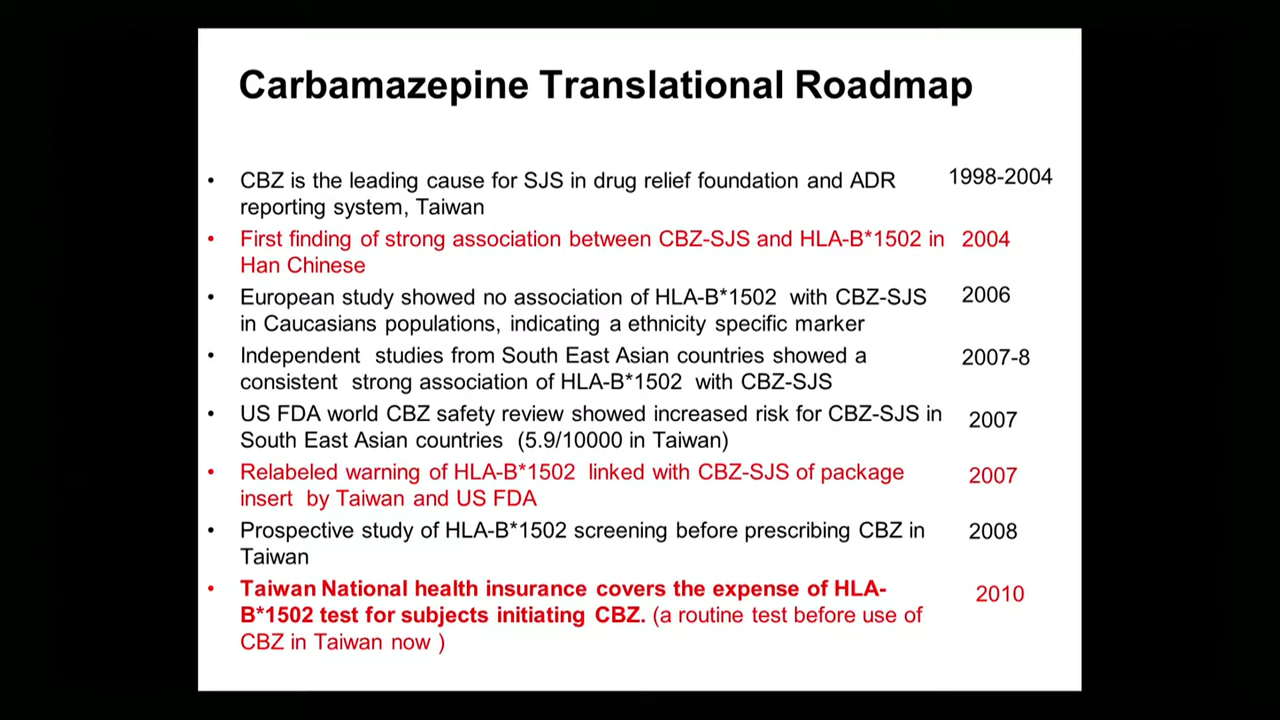 Carbamazepine Translational Roadmap
• CBZ is the leading cause for SJS in drug relief foundation and ADR 1998-2004
reporting system, Taiwan
• First finding of strong association between CBZ-SJS and HLA-B*1502 in 2004
Han Chinese
• European study showed no association of HLA-B*1502 with CBZ-SJS 2006
in Caucasians populations, indicating a ethnicity specific marker
• Independent studies from South East Asian countries showed a 2007-8
consistent strong association of HLA-B*1502 with CBZ-SJS
• US FDA world CBZ safety review showed increased risk for CBZ-SJS in 2007
South East Asian countries (5.9/10000 in Taiwan)
• Relabeled warning of HLA-B*1502 linked with CBZ-SJS of package 2007
insert by Taiwan and US FDA
• Prospective study of HLA-B*1502 screening before prescribing CBZ in 2008
Taiwan
• Taiwan National health insurance covers the expense of HLA- 2010
B*1502 test for subjects initiating CBZ. (a routine test before use of
CBZ in Taiwan now )